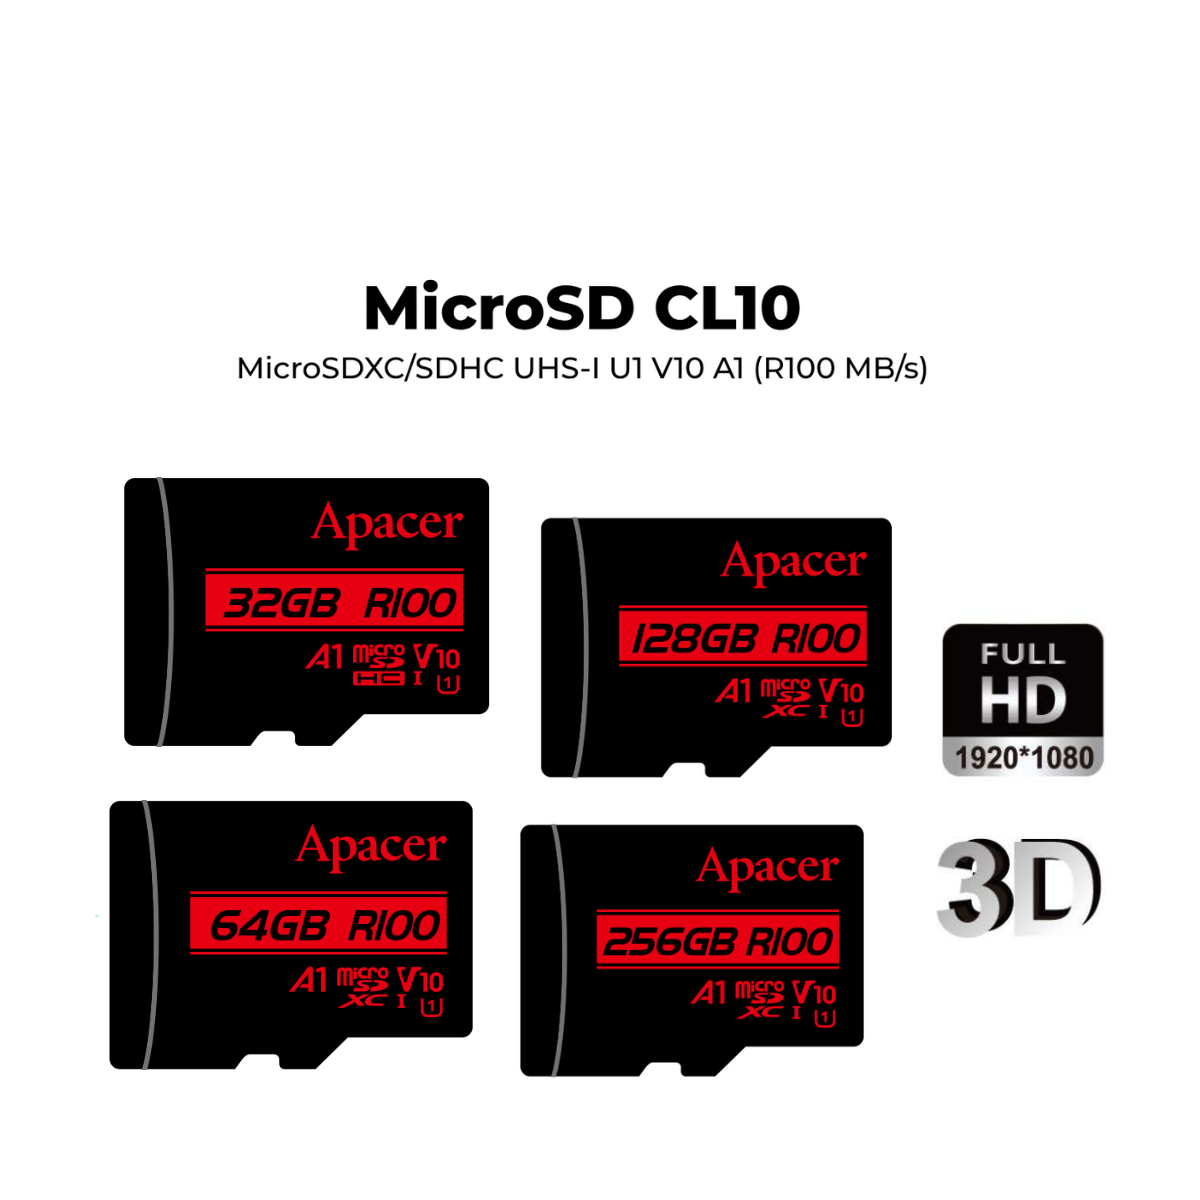 MicroSD CL10
MicroSDXC/SDHC UHS-I U1 V10 A1 (R100 MB/s)
Apacer
32GB R100
A1 micro SD HC I V10 1
Apacer
128GB R100
A1 micro SD XC I V10 1
FULL
HD
1920*1080
Apacer
64GB R100
A1 micro SD XC I V10 1
Apacer
256GB R100
A1 micro SD XC I V10 1
3D